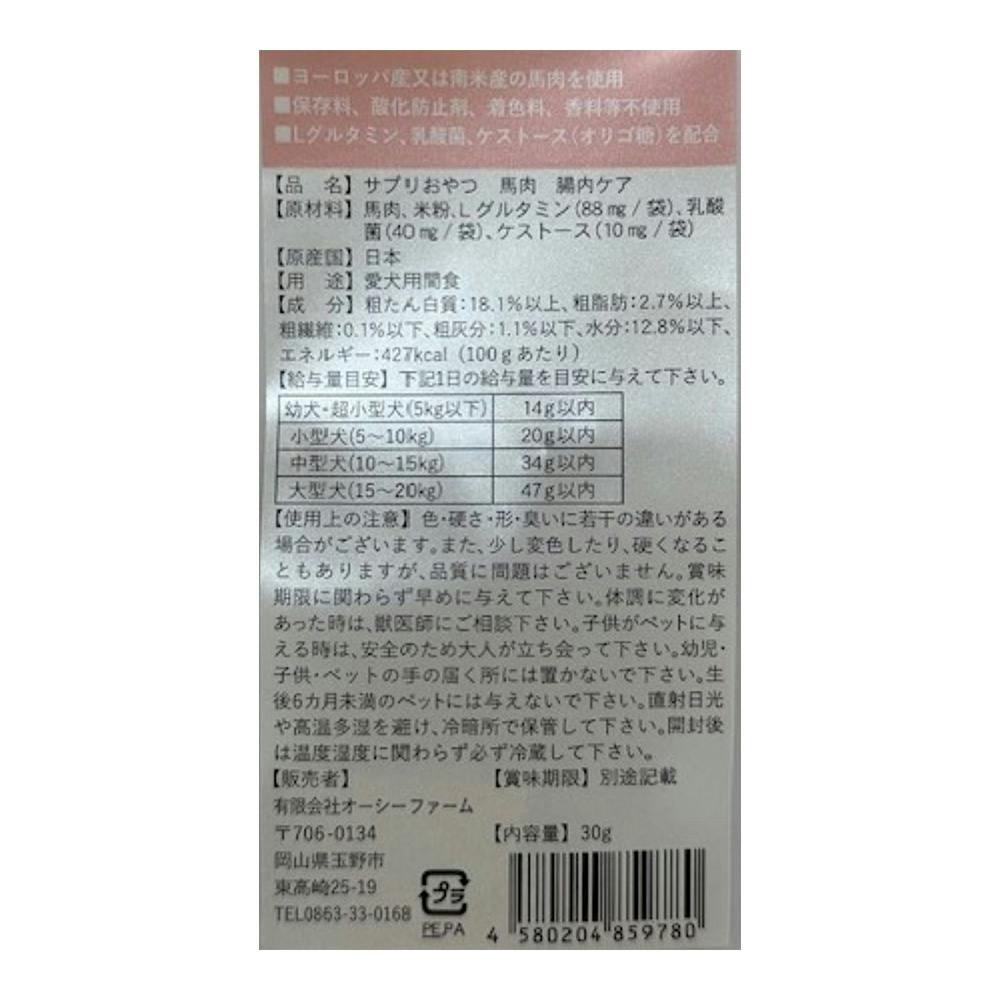 ■ヨーロッパ産又は南米産の馬肉を使用
■保存料、酸化防止剤、着色料、香料等不使用
■Lグルタミン、乳酸菌、ケストース(オリゴ糖)を配合
【品　名】サプリおやつ　馬肉　腸内ケア
【原材料】馬肉、米粉、Lグルタミン(88mg/袋)、乳酸
菌(40mg/袋)、ケストース(10mg/袋)
【原産国】日本
【用　途】愛犬用間食
【成　分】粗たん白質:18.1%以上、粗脂肪:2.7%以上、
粗繊維:0.1%以下、粗灰分:1.1%以下、水分:12.8%以下、
エネルギー:427kcal (100gあたり)
【給与量目安】下記1日の給与量を目安に与えて下さい。
幼犬・超小型犬(5kg以下) 14g以内
小型犬(5〜10kg) 20g以内
中型犬(10〜15kg) 34g以内
大型犬(15〜20kg) 47g以内
【使用上の注意】色・硬さ・形・臭いに若干の違いがある
場合がございます。また、少し変色したり、硬くなるこ
ともありますが、品質に問題はございません。賞味
期限に関わらず早めに与えて下さい。体調に変化が
あった時は、獣医師にご相談下さい。子供がペットに与
える時は、安全のため大人が立ち会って下さい。幼児・
子供・ペットの手の届く所には置かないで下さい。生
後6カ月未満のペットには与えないで下さい。直射日光
や高温多湿を避け、冷暗所で保管して下さい。開封後
は温度湿度に関わらず必ず冷蔵して下さい。
【販売者】　【賞味期限】別途記載
有限会社オーシーファーム
〒706-0134　【内容量】30g
岡山県玉野市
東高崎25-19
TEL0863-33-0168
プラ
PE,PA
4 580204 859780